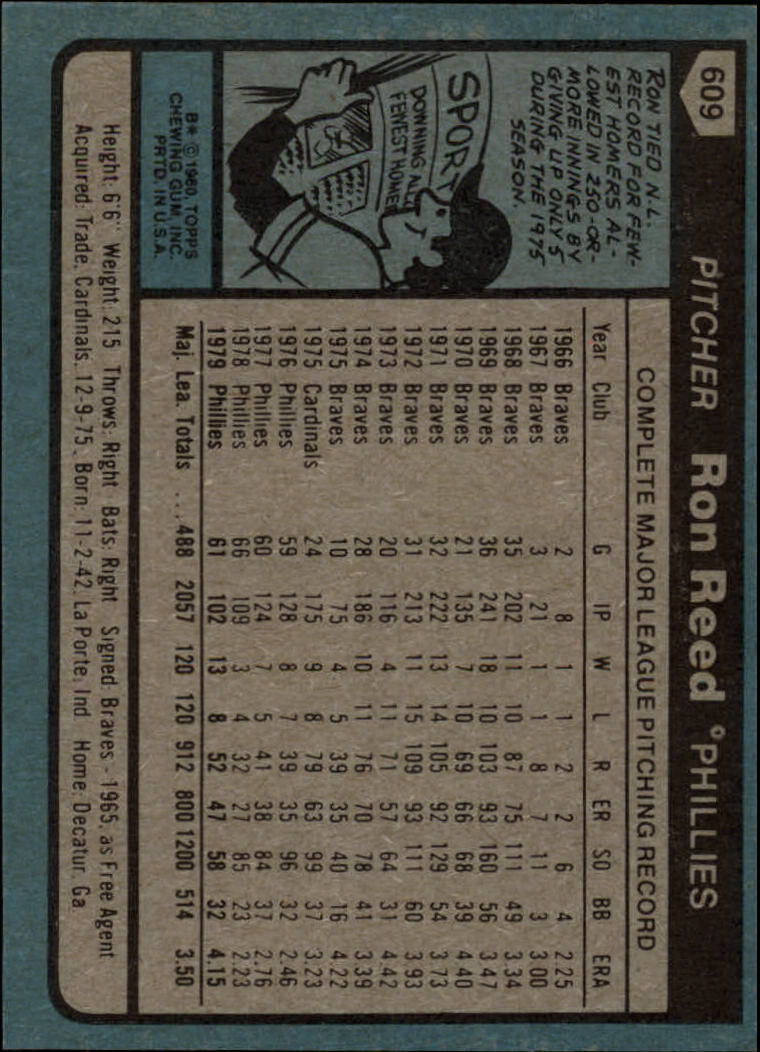 609
PITCHER Ron Reed °PHILLIES
RON TIED N.L.
RECORD FOR FEW-
EST HOMERS AL-
LOWED IN 250-OR-
MORE INNINGS BY
GIVING UP ONLY 5
DURING THE 1975
SEASON.
SPORT
DOWNING ALL
FEWEST HOME
B* © 1980, TOPPS
CHEWING GUM, INC.
PRTD. IN U.S.A.
COMPLETE MAJOR LEAGUE PITCHING RECORD
Year Club G IP W L R ER SO BB ERA
1966 Braves 2 8 1 1 2 2 6 4 2.25
1967 Braves 3 21 1 1 8 7 11 3 3.00
1968 Braves 35 202 11 10 87 75 111 49 3.34
1969 Braves 36 241 18 10 103 93 160 56 3.47
1970 Braves 21 135 7 10 69 66 68 39 4.40
1971 Braves 32 222 13 14 105 92 129 54 3.73
1972 Braves 31 213 11 15 109 93 111 60 3.93
1973 Braves 20 116 4 11 71 57 64 31 4.42
1974 Braves 28 186 10 11 76 70 78 41 3.39
1975 Braves 10 75 4 5 39 35 40 16 4.22
1975 Cardinals 24 175 9 8 79 63 99 37 3.23
1976 Phillies 59 128 8 7 39 35 96 32 2.46
1977 Phillies 60 124 7 5 41 38 84 37 2.76
1978 Phillies 66 109 3 4 32 27 85 23 2.23
1979 Phillies 61 102 13 8 52 47 58 32 4.15
Maj. Lea. Totals ... 488 2057 120 120 912 800 1200 514 3.50
Height: 6'6" Weight: 215 Throws: Right Bats: Right Signed: Braves - 1965, as Free Agent
Acquired: Trade, Cardinals, 12-9-75. Born: 11-2-42, La Porte, Ind Home: Decatur, Ga.